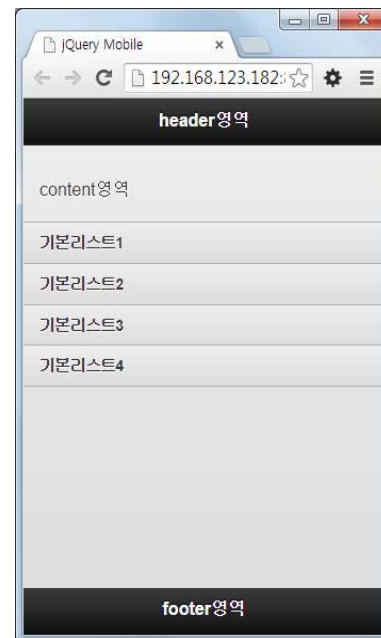 jQuery Mobile
192.168.123.182:
header영역
content영역
기본리스트1
기본리스트2
기본리스트3
기본리스트4
footer영역